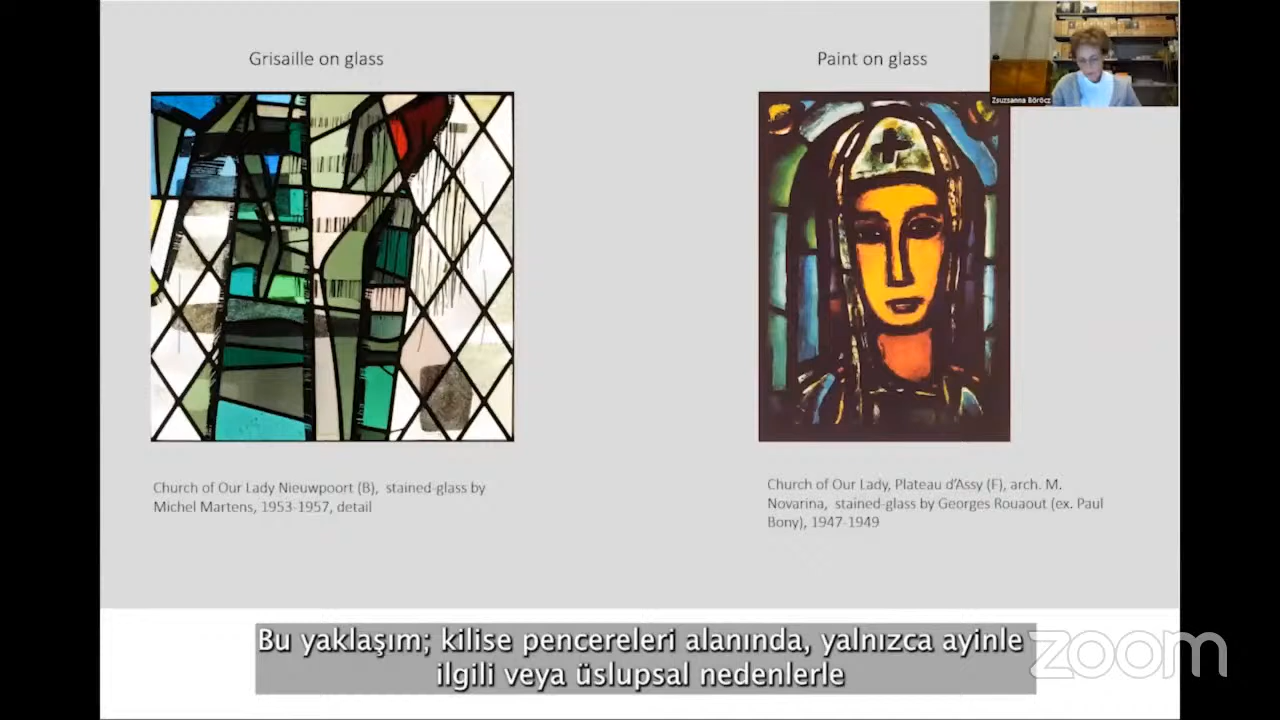 Grisaille on glass
Paint on glass
Zsuzsanna Böröcz
Church of Our Lady Nieuwpoort (B), stained-glass by
Michel Martens, 1953-1957, detail
Church of Our Lady, Plateau d'Assy (F), arch. M.
Novarina, stained-glass by Georges Rouaout (ex. Paul
Bony), 1947-1949
Bu yaklaşım; kilise pencereleri alanında, yalnızca ayinle
ilgili veya üslupsal nedenlerle
zoom